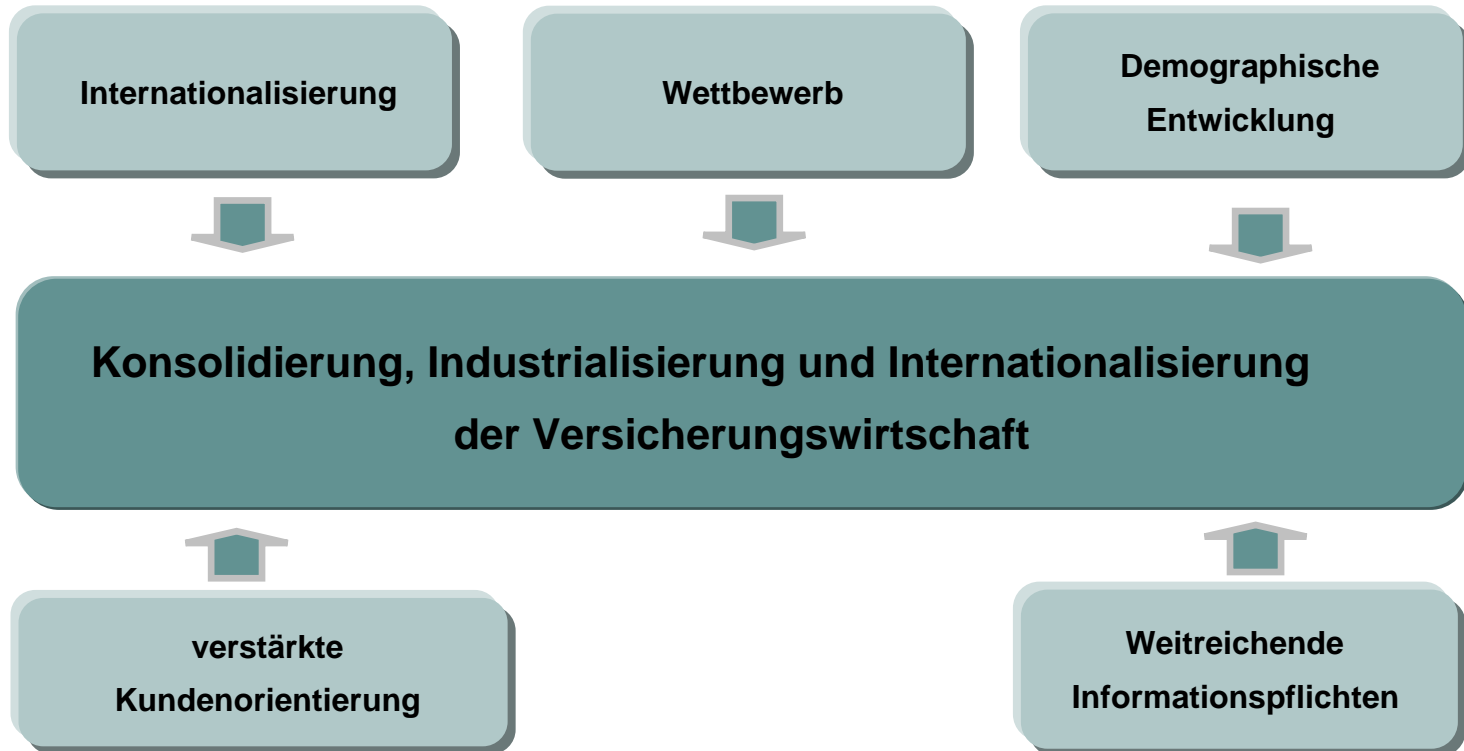 Internationalisierung
Wettbewerb
Demographische
Entwicklung
Konsolidierung, Industrialisierung und Internationalisierung
der Versicherungswirtschaft
verstärkte
Kundenorientierung
Weitreichende
Informationspflichten